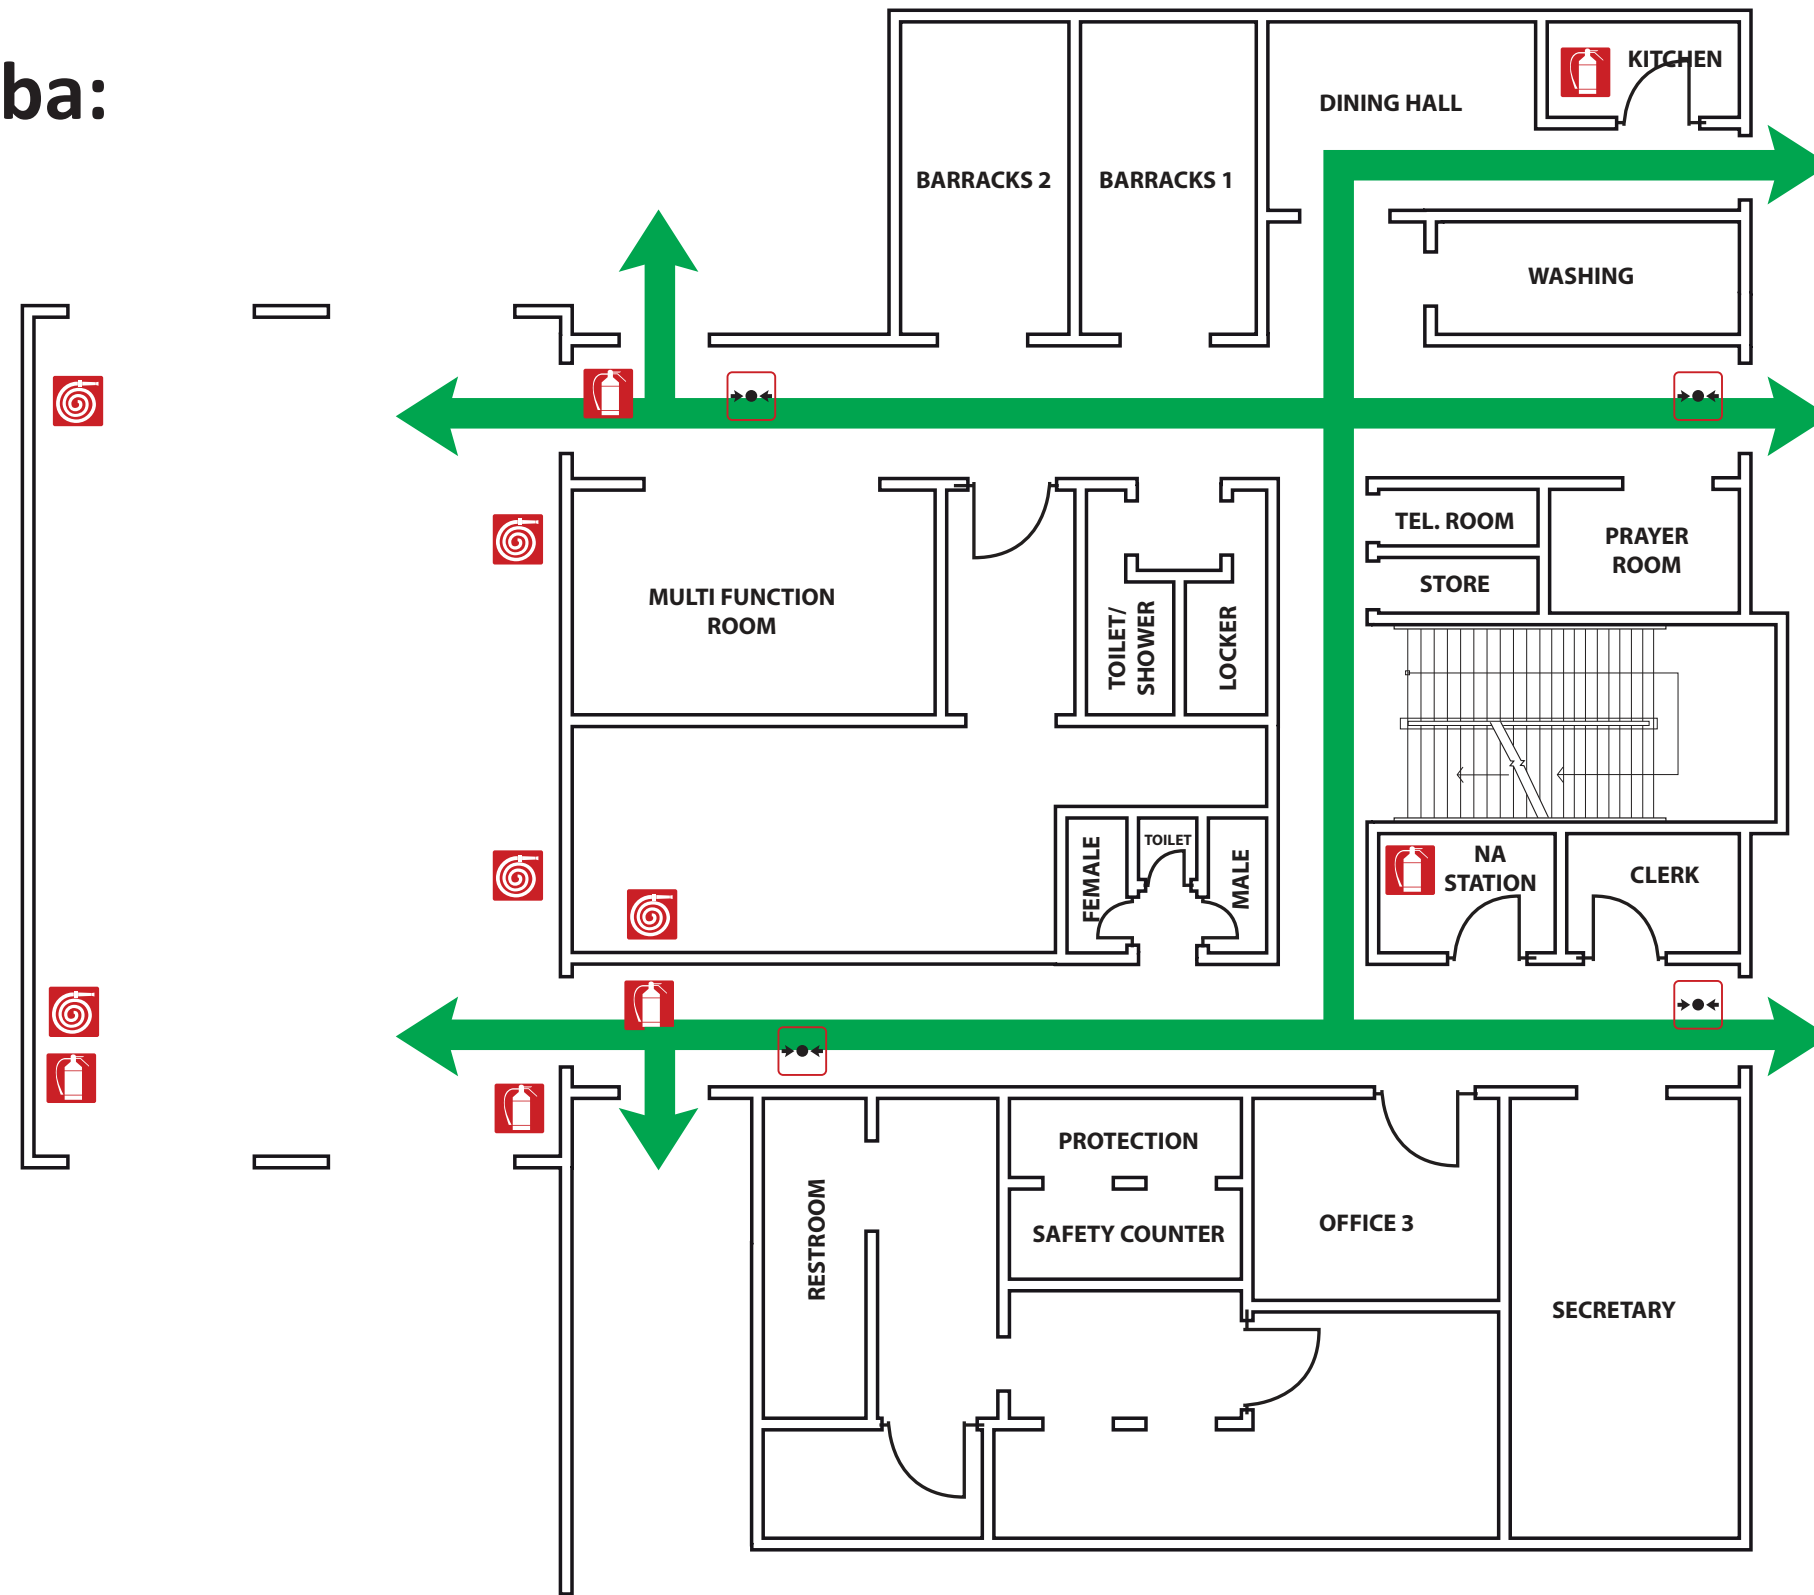 ba:
KITCHEN
DINING HALL
BARRACKS 2
BARRACKS 1
WASHING
TEL. ROOM
PRAYER
ROOM
STORE
MULTI FUNCTION
ROOM
TOILET/
SHOWER
LOCKER
FEMALE
TOILET
MALE
NA
STATION
CLERK
PROTECTION
SAFETY COUNTER
RESTROOM
OFFICE 3
SECRETARY